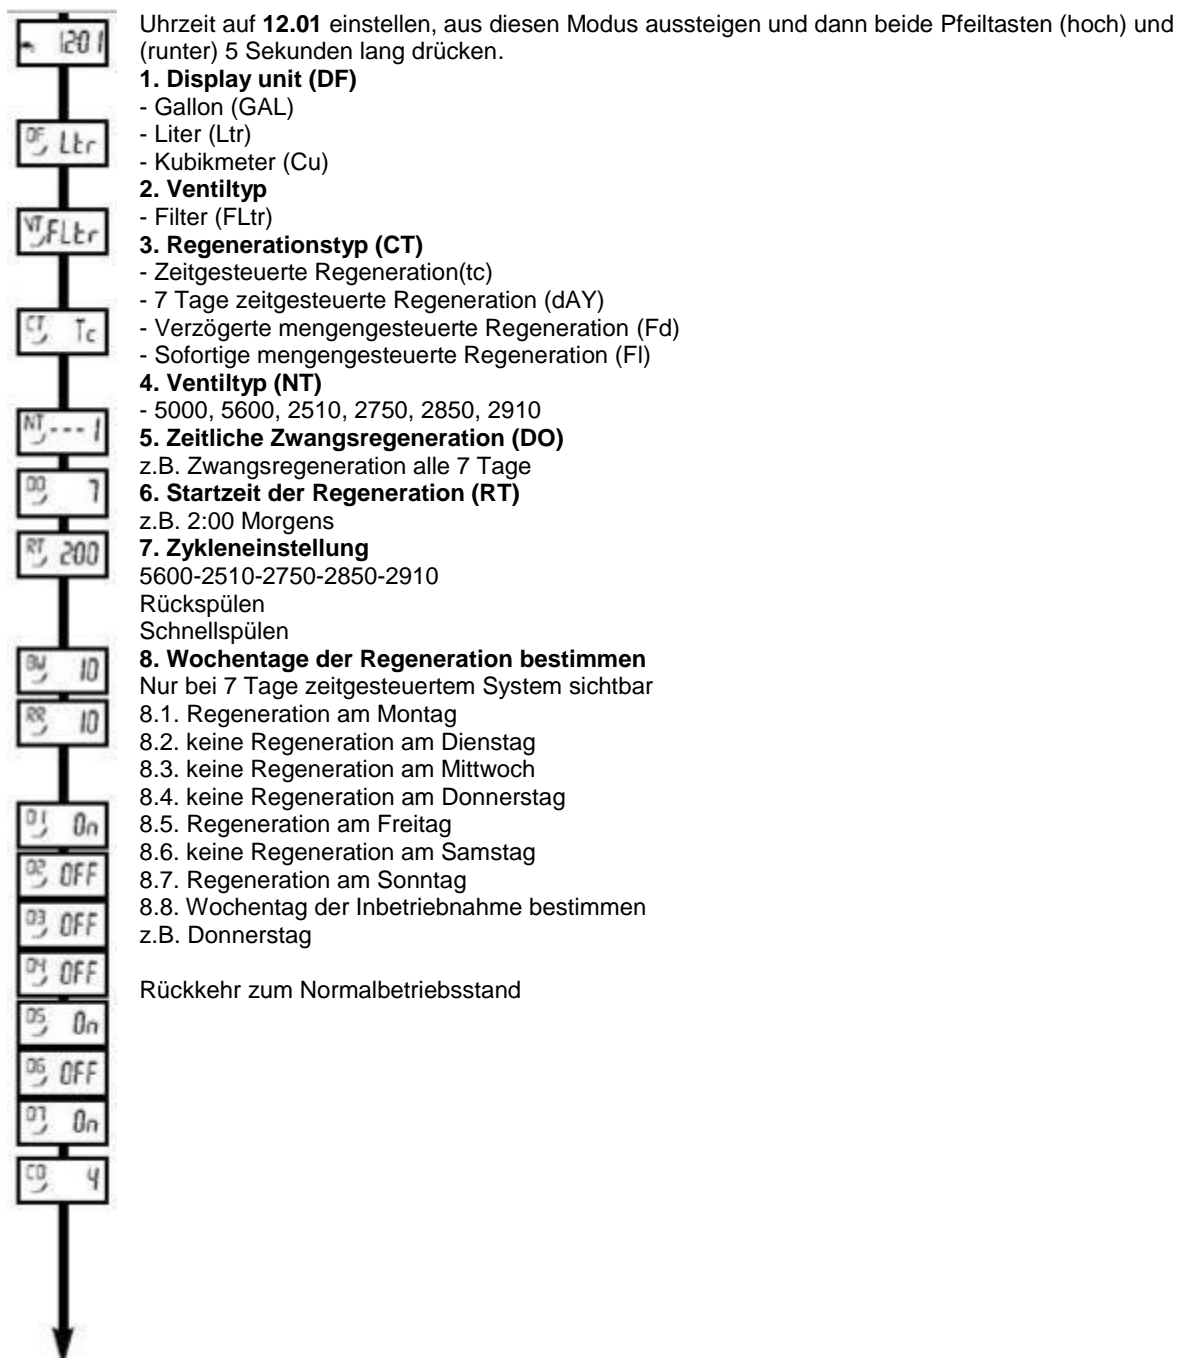 1201
Uhrzeit auf 12.01 einstellen, aus diesen Modus aussteigen und dann beide Pfeiltasten (hoch) und
(runter) 5 Sekunden lang drücken.
1. Display unit (DF)
- Gallon (GAL)
DF Ltr
- Liter (Ltr)
- Kubikmeter (Cu)
2. Ventiltyp
VT FLtr
- Filter (FLtr)
3. Regenerationstyp (CT)
- Zeitgesteuerte Regeneration(tc)
- 7 Tage zeitgesteuerte Regeneration (dAY)
CT Tc
- Verzögerte mengengesteuerte Regeneration (Fd)
- Sofortige mengengesteuerte Regeneration (FI)
4. Ventiltyp (NT)
- 5000, 5600, 2510, 2750, 2850, 2910
NT ---1
5. Zeitliche Zwangsregeneration (DO)
z.B. Zwangsregeneration alle 7 Tage
DO 7
6. Startzeit der Regeneration (RT)
z.B. 2:00 Morgens
RT 200
7. Zykleneinstellung
5600-2510-2750-2850-2910
Rückspülen
Schnellspülen
8. Wochentage der Regeneration bestimmen
BW 10
Nur bei 7 Tage zeitgesteuertem System sichtbar
8.1. Regeneration am Montag
RR 10
8.2. keine Regeneration am Dienstag
8.3. keine Regeneration am Mittwoch
8.4. keine Regeneration am Donnerstag
D1 On
8.5. Regeneration am Freitag
8.6. keine Regeneration am Samstag
D2 OFF
8.7. Regeneration am Sonntag
8.8. Wochentag der Inbetriebnahme bestimmen
D3 OFF
z.B. Donnerstag
D4 OFF
Rückkehr zum Normalbetriebsstand
D5 On
D6 OFF
D7 On
CD 4